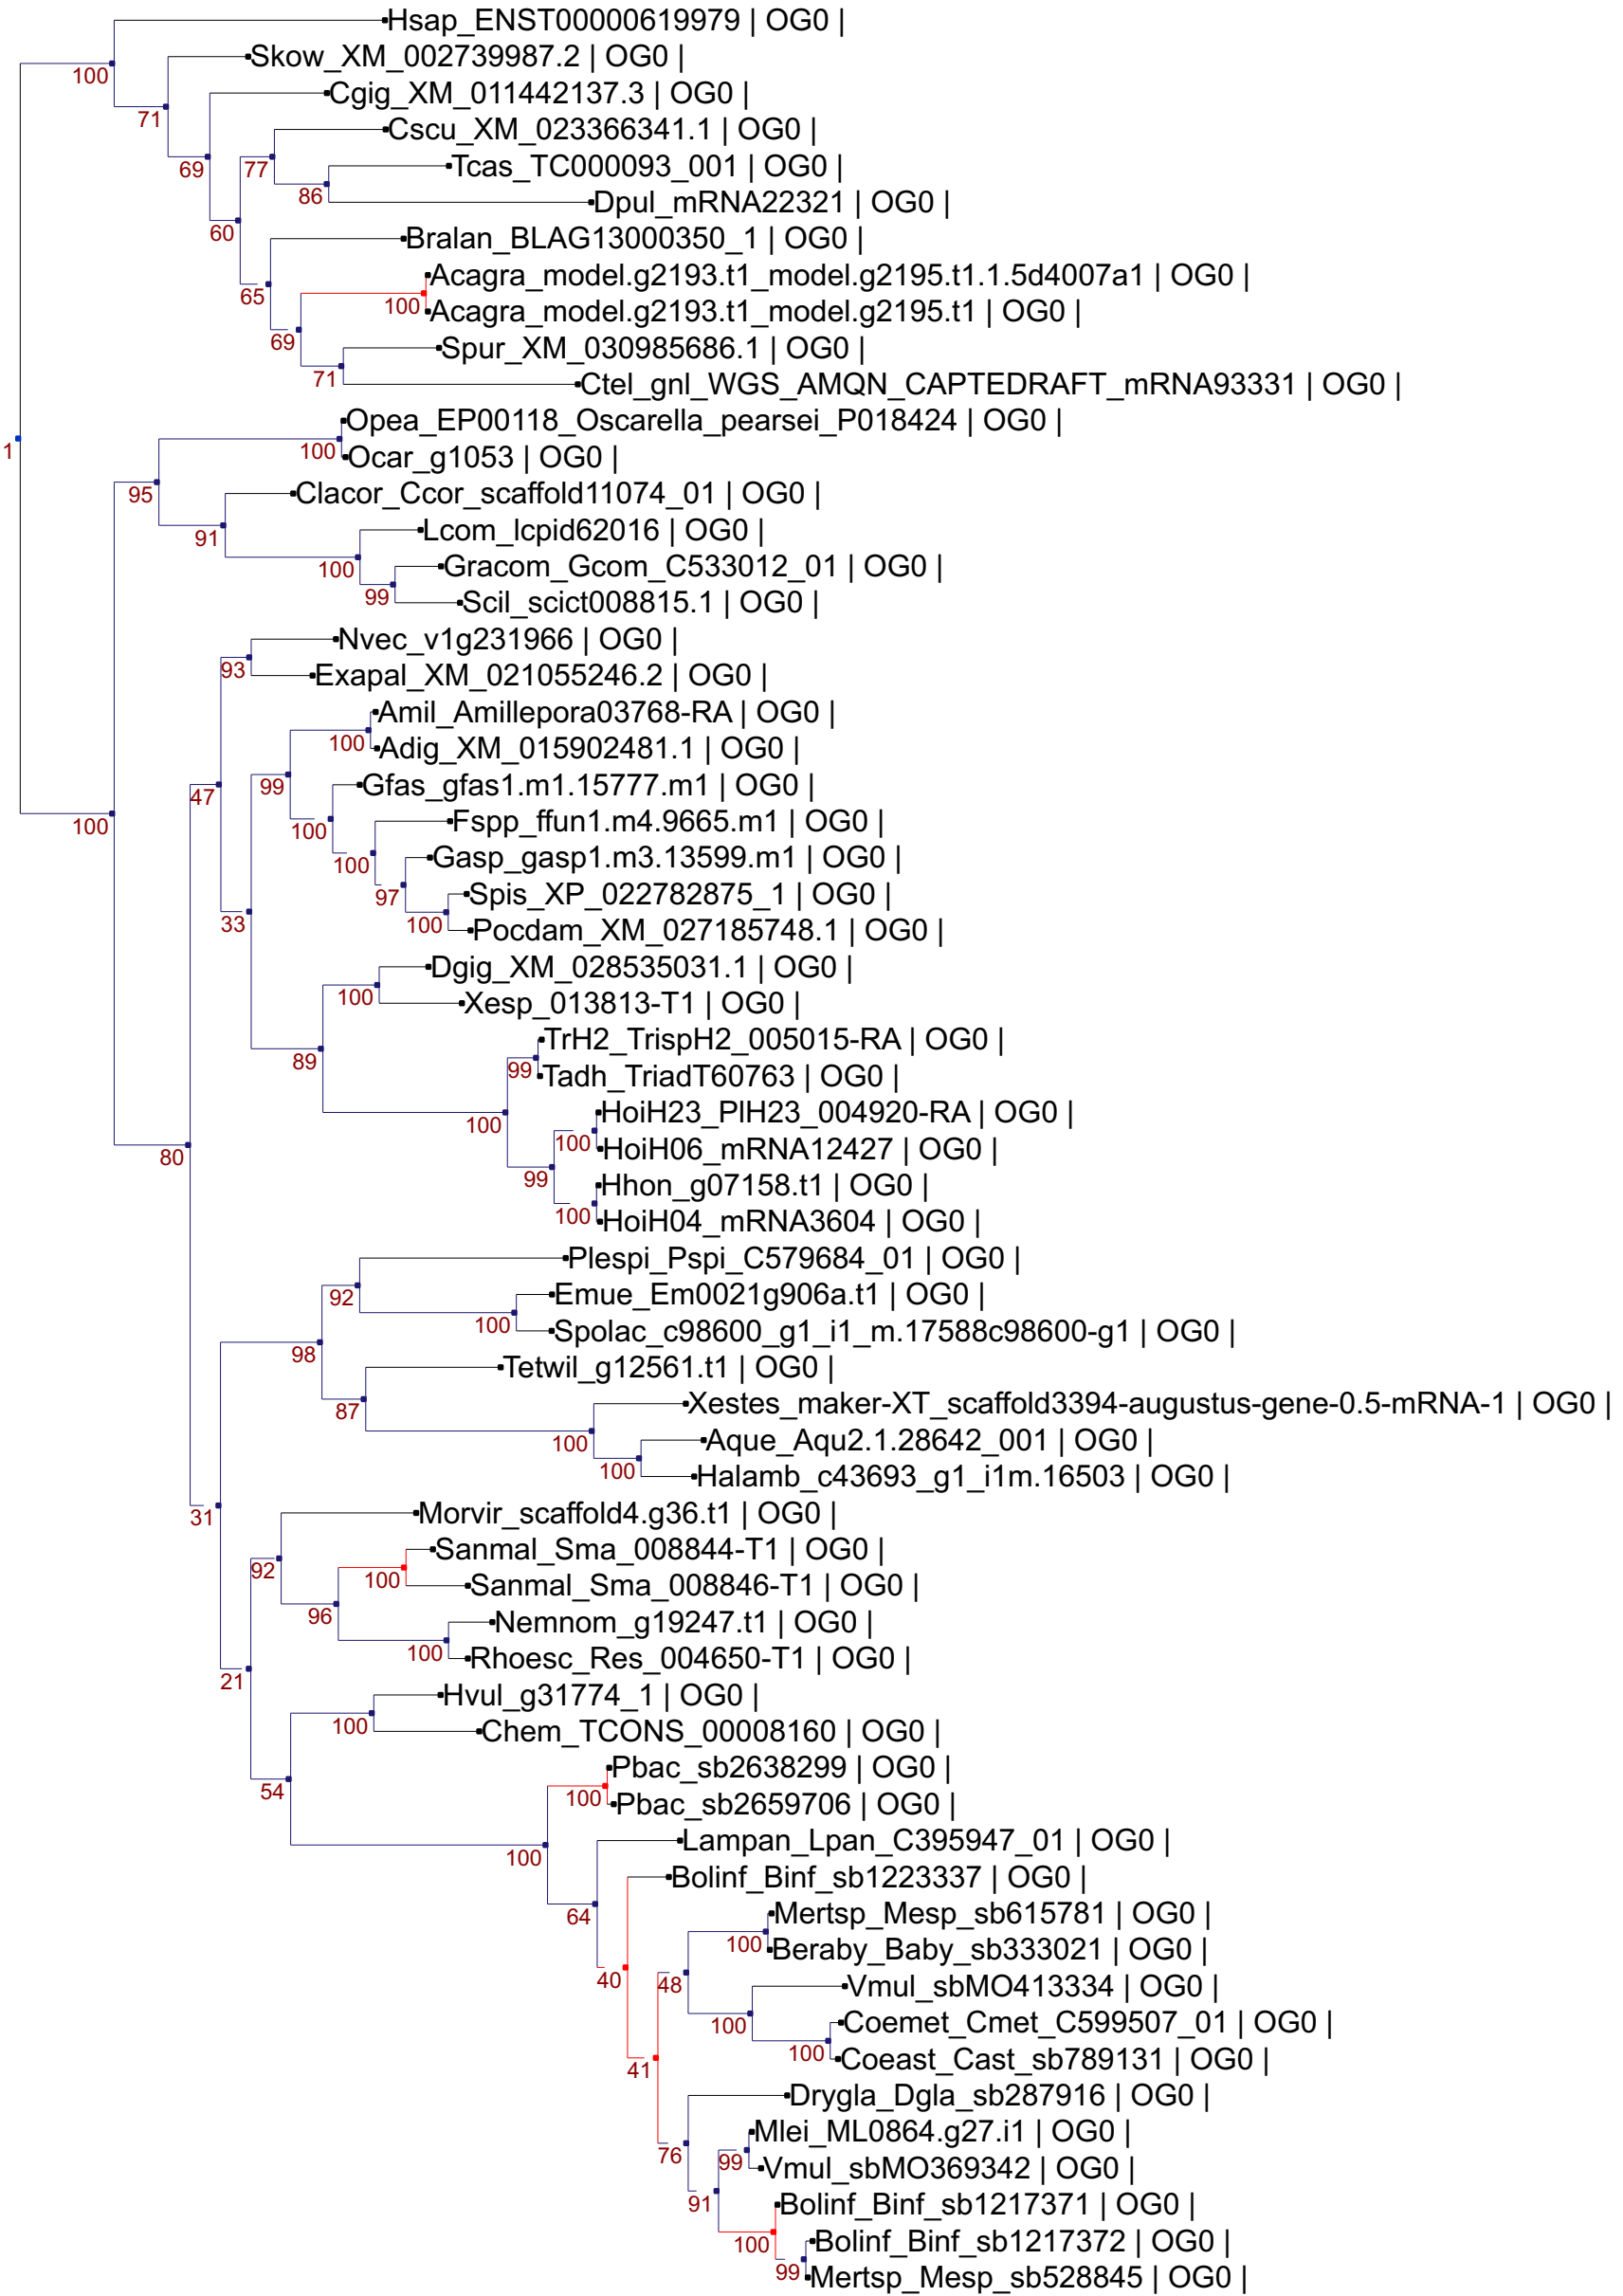 Hsap_ENST00000619979 | OG0 |
Skow_XM_002739987.2 | OG0 |
100
Cgig_XM_011442137.3 | OG0 |
71
Cscu_XM_023366341.1 | OG0 |
Tcas_TC000093_001 | OG0 |
69
77
86
Dpul_mRNA22321 | OG0 |
60
Bralan_BLAG13000350_1 | OG0 |
Acagra_model.g2193.t1_model.g2195.t1.1.5d4007a1 | OG0 |
65
100
Acagra_model.g2193.t1_model.g2195.t1 | OG0 |
69
Spur_XM_030985686.1 | OG0 |
71
Ctel_gnl_WGS_AMQN_CAPTEDRAFT_mRNA93331 | OG0 |
Opea_EP00118_Oscarella_pearsei_P018424 | OG0 |
1
100
Ocar_g1053 | OG0 |
95
Clacor_Ccor_scaffold11074_01 | OG0 |
91
Lcom_lcpid62016 | OG0 |
100
Gracom_Gcom_C533012_01 | OG0 |
99
Scil_scict008815.1 | OG0 |
Nvec_v1g231966 | OG0 |
93
Exapal_XM_021055246.2 | OG0 |
Amil_Amillepora03768-RA | OG0 |
100
Adig_XM_015902481.1 | OG0 |
47
99
Gfas_gfas1.m1.15777.m1 | OG0 |
100
100
Fspp_ffun1.m4.9665.m1 | OG0 |
100
Gasp_gasp1.m3.13599.m1 | OG0 |
97
Spis_XP_022782875_1 | OG0 |
33
100
Pocdam_XM_027185748.1 | OG0 |
Dgig_XM_028535031.1 | OG0 |
100
Xesp_013813-T1 | OG0 |
TrH2_TrispH2_005015-RA | OG0 |
89
99
Tadh_TriadT60763 | OG0 |
HoiH23_PlH23_004920-RA | OG0 |
100
100
HoiH06_mRNA12427 | OG0 |
80
99
Hhon_g07158.t1 | OG0 |
100
HoiH04_mRNA3604 | OG0 |
Plespi_Pspi_C579684_01 | OG0 |
92
Emue_Em0021g906a.t1 | OG0 |
100
Spolac_c98600_g1_i1_m.17588c98600-g1 | OG0 |
98
Tetwil_g12561.t1 | OG0 |
87
Xestes_maker-XT_scaffold3394-augustus-gene-0.5-mRNA-1 | OG0 |
100
Aque_Aqu2.1.28642_001 | OG0 |
100
Halamb_c43693_g1_i1m.16503 | OG0 |
31
Morvir_scaffold4.g36.t1 | OG0 |
Sanmal_Sma_008844-T1 | OG0 |
92
100
Sanmal_Sma_008846-T1 | OG0 |
96
Nemnom_g19247.t1 | OG0 |
100
Rhoesc_Res_004650-T1 | OG0 |
21
Hvul_g31774_1 | OG0 |
100
Chem_TCONS_00008160 | OG0 |
Pbac_sb2638299 | OG0 |
54
100
Pbac_sb2659706 | OG0 |
Lampan_Lpan_C395947_01 | OG0 |
100
Bolinf_Binf_sb1223337 | OG0 |
64
Mertsp_Mesp_sb615781 | OG0 |
100
Beraby_Baby_sb333021 | OG0 |
40
48
Vmul_sbMO413334 | OG0 |
100
Coemet_Cmet_C599507_01 | OG0 |
100
Coeast_Cast_sb789131 | OG0 |
41
Drygla_Dgla_sb287916 | OG0 |
Mlei_ML0864.g27.i1 | OG0 |
76
99
Vmul_sbMO369342 | OG0 |
91
Bolinf_Binf_sb1217371 | OG0 |
100
Bolinf_Binf_sb1217372 | OG0 |
99
Mertsp_Mesp_sb528845 | OG0 |